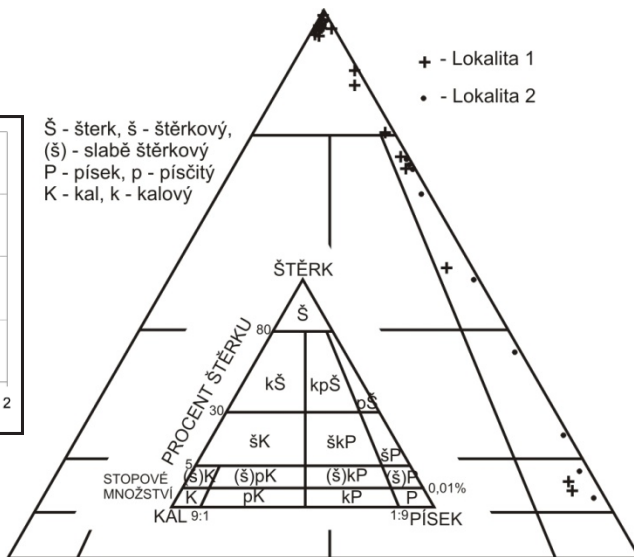 + - Lokalita 1
• - Lokalita 2
Š - šterk, š - štěrkový,
(š) - slabě štěrkový
P - písek, p - písčitý
K - kal, k - kalový
ŠTĚRK
Š
80
PROCENT ŠTĚRKU
kŠ
kpŠ
pŠ
30
šK
škP
šP
5
STOPOVÉ
MNOŽSTVÍ
(š)K
(š)pK
(š)kP
(š)P
0,01%
K
pK
kP
P
KAL
9:1
1:9
PÍSEK
2